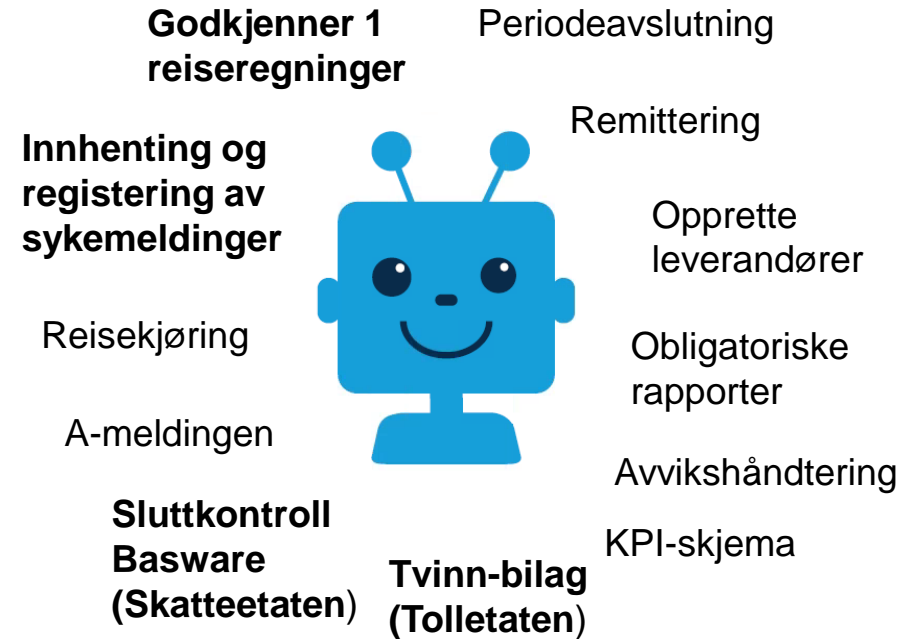 Godkjenner 1
reiseregninger
Periodeavslutning
Remittering
Innhenting og
registering av
sykemeldinger
Opprette
leverandører
Reisekjøring
Obligatoriske
rapporter
A-meldingen
Avvikshåndtering
Sluttkontroll
Basware
(Skatteetaten)
KPI-skjema
Tvinn-bilag
(Tolletaten)